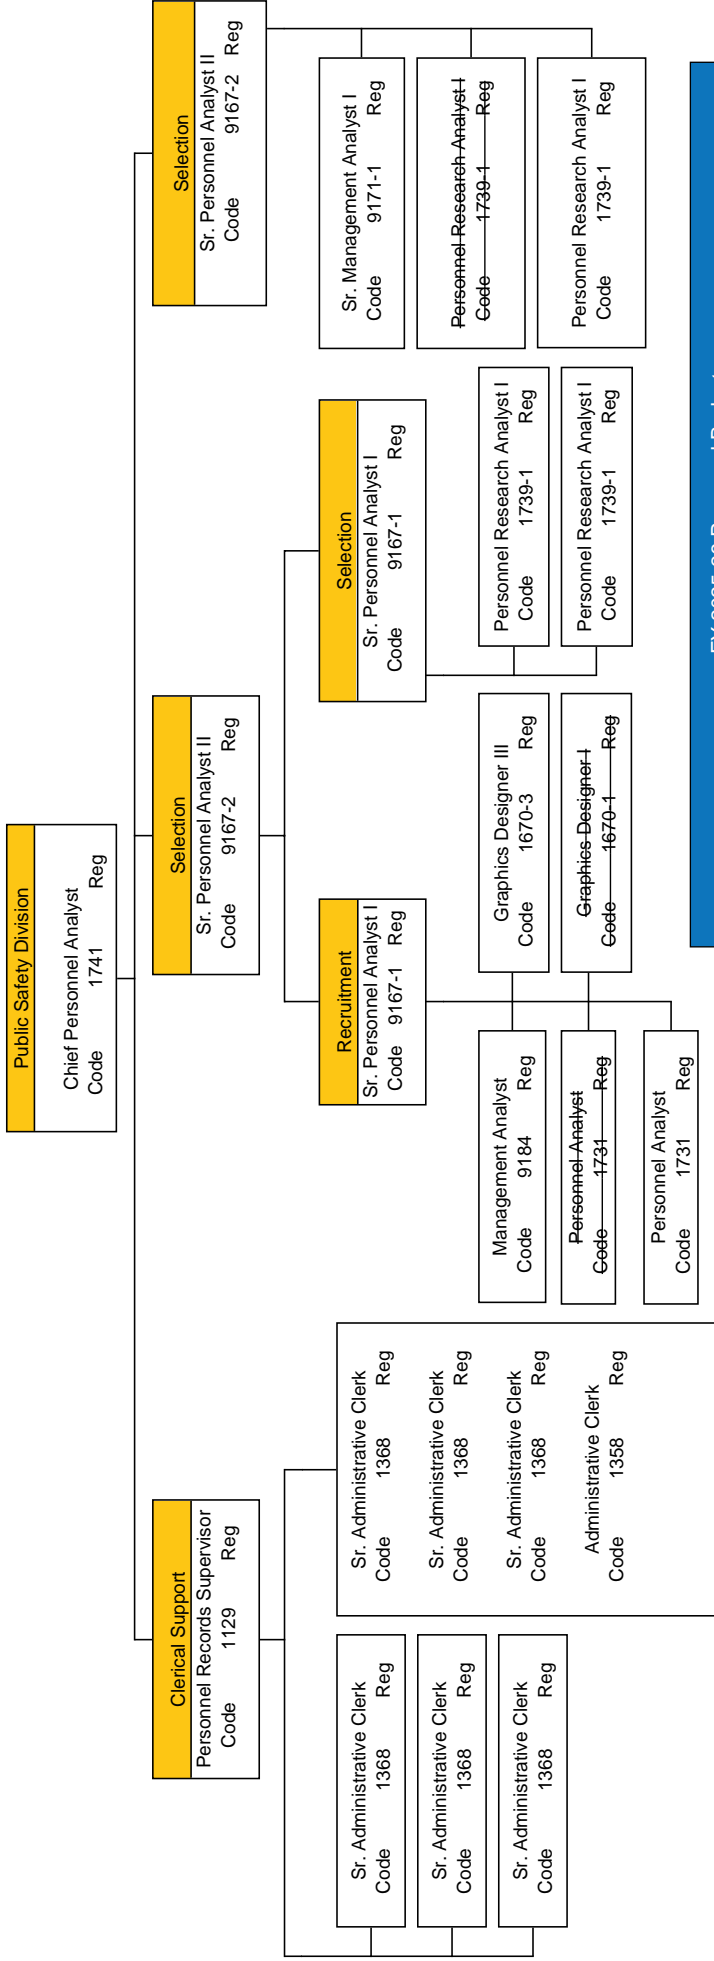 Public Safety Division
Chief Personnel Analyst
Code 1741 Reg
Clerical Support
Personnel Records Supervisor
Code 1129 Reg
Sr. Administrative Clerk
Code 1368 Reg
Sr. Administrative Clerk
Code 1368 Reg
Sr. Administrative Clerk
Code 1368 Reg
Sr. Administrative Clerk
Code 1368 Reg
Sr. Administrative Clerk
Code 1368 Reg
Sr. Administrative Clerk
Code 1368 Reg
Administrative Clerk
Code 1358 Reg
Selection
Sr. Personnel Analyst II
Code 9167-2 Reg
Recruitment
Sr. Personnel Analyst I
Code 9167-1 Reg
Management Analyst
Code 9184 Reg
Personnel Analyst
Code 1731 Reg
Personnel Analyst
Code 1731 Reg
Graphics Designer III
Code 1670-3 Reg
Graphics Designer I
Code 1670-1 Reg
Selection
Sr. Personnel Analyst I
Code 9167-1 Reg
Personnel Research Analyst I
Code 1739-1 Reg
Personnel Research Analyst I
Code 1739-1 Reg
Selection
Sr. Personnel Analyst II
Code 9167-2 Reg
Sr. Management Analyst I
Code 9171-1 Reg
Personnel Research Analyst I
Code 1739-1 Reg
Personnel Research Analyst I
Code 1739-1 Reg